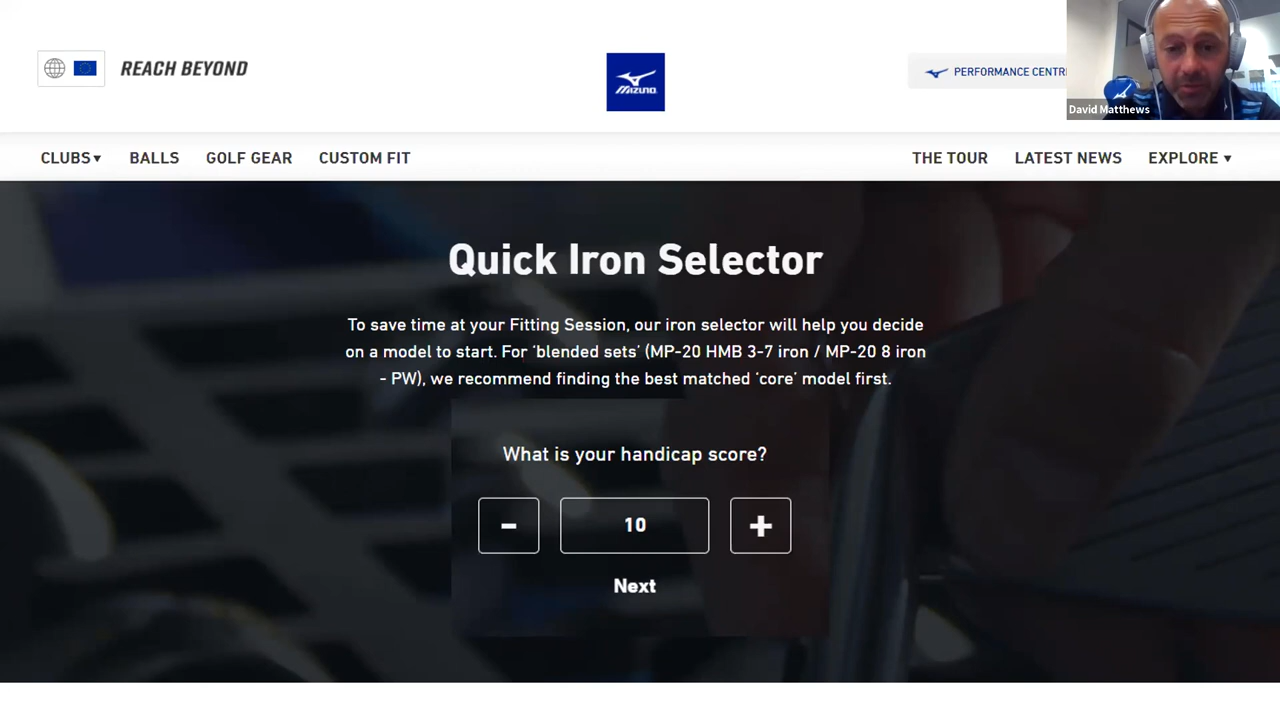 REACH BEYOND
MIZUNO
PERFORMANCE CENTR
David Matthews
CLUBS BALLS GOLF GEAR CUSTOM FIT THE TOUR LATEST NEWS EXPLORE
Quick Iron Selector
To save time at your Fitting Session, our iron selector will help you decide
on a model to start. For ‘blended sets’ (MP-20 HMB 3-7 iron / MP-20 8 iron
- PW), we recommend finding the best matched ‘core’ model first.
What is your handicap score?
- 10 +
Next